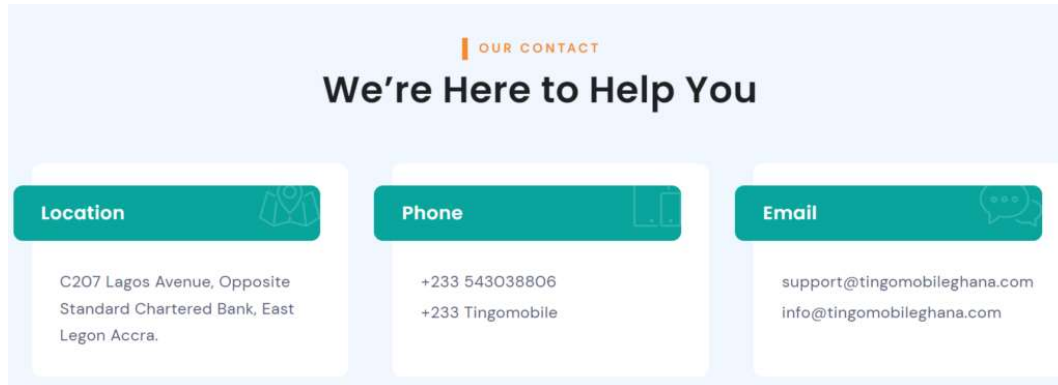 OUR CONTACT
We're Here to Help You
Location
C207 Lagos Avenue, Opposite
Standard Chartered Bank, East
Legon Accra.
Phone
+233 543038806
+233 Tingomobile
Email
support@tingomobileghana.com
info@tingomobileghana.com